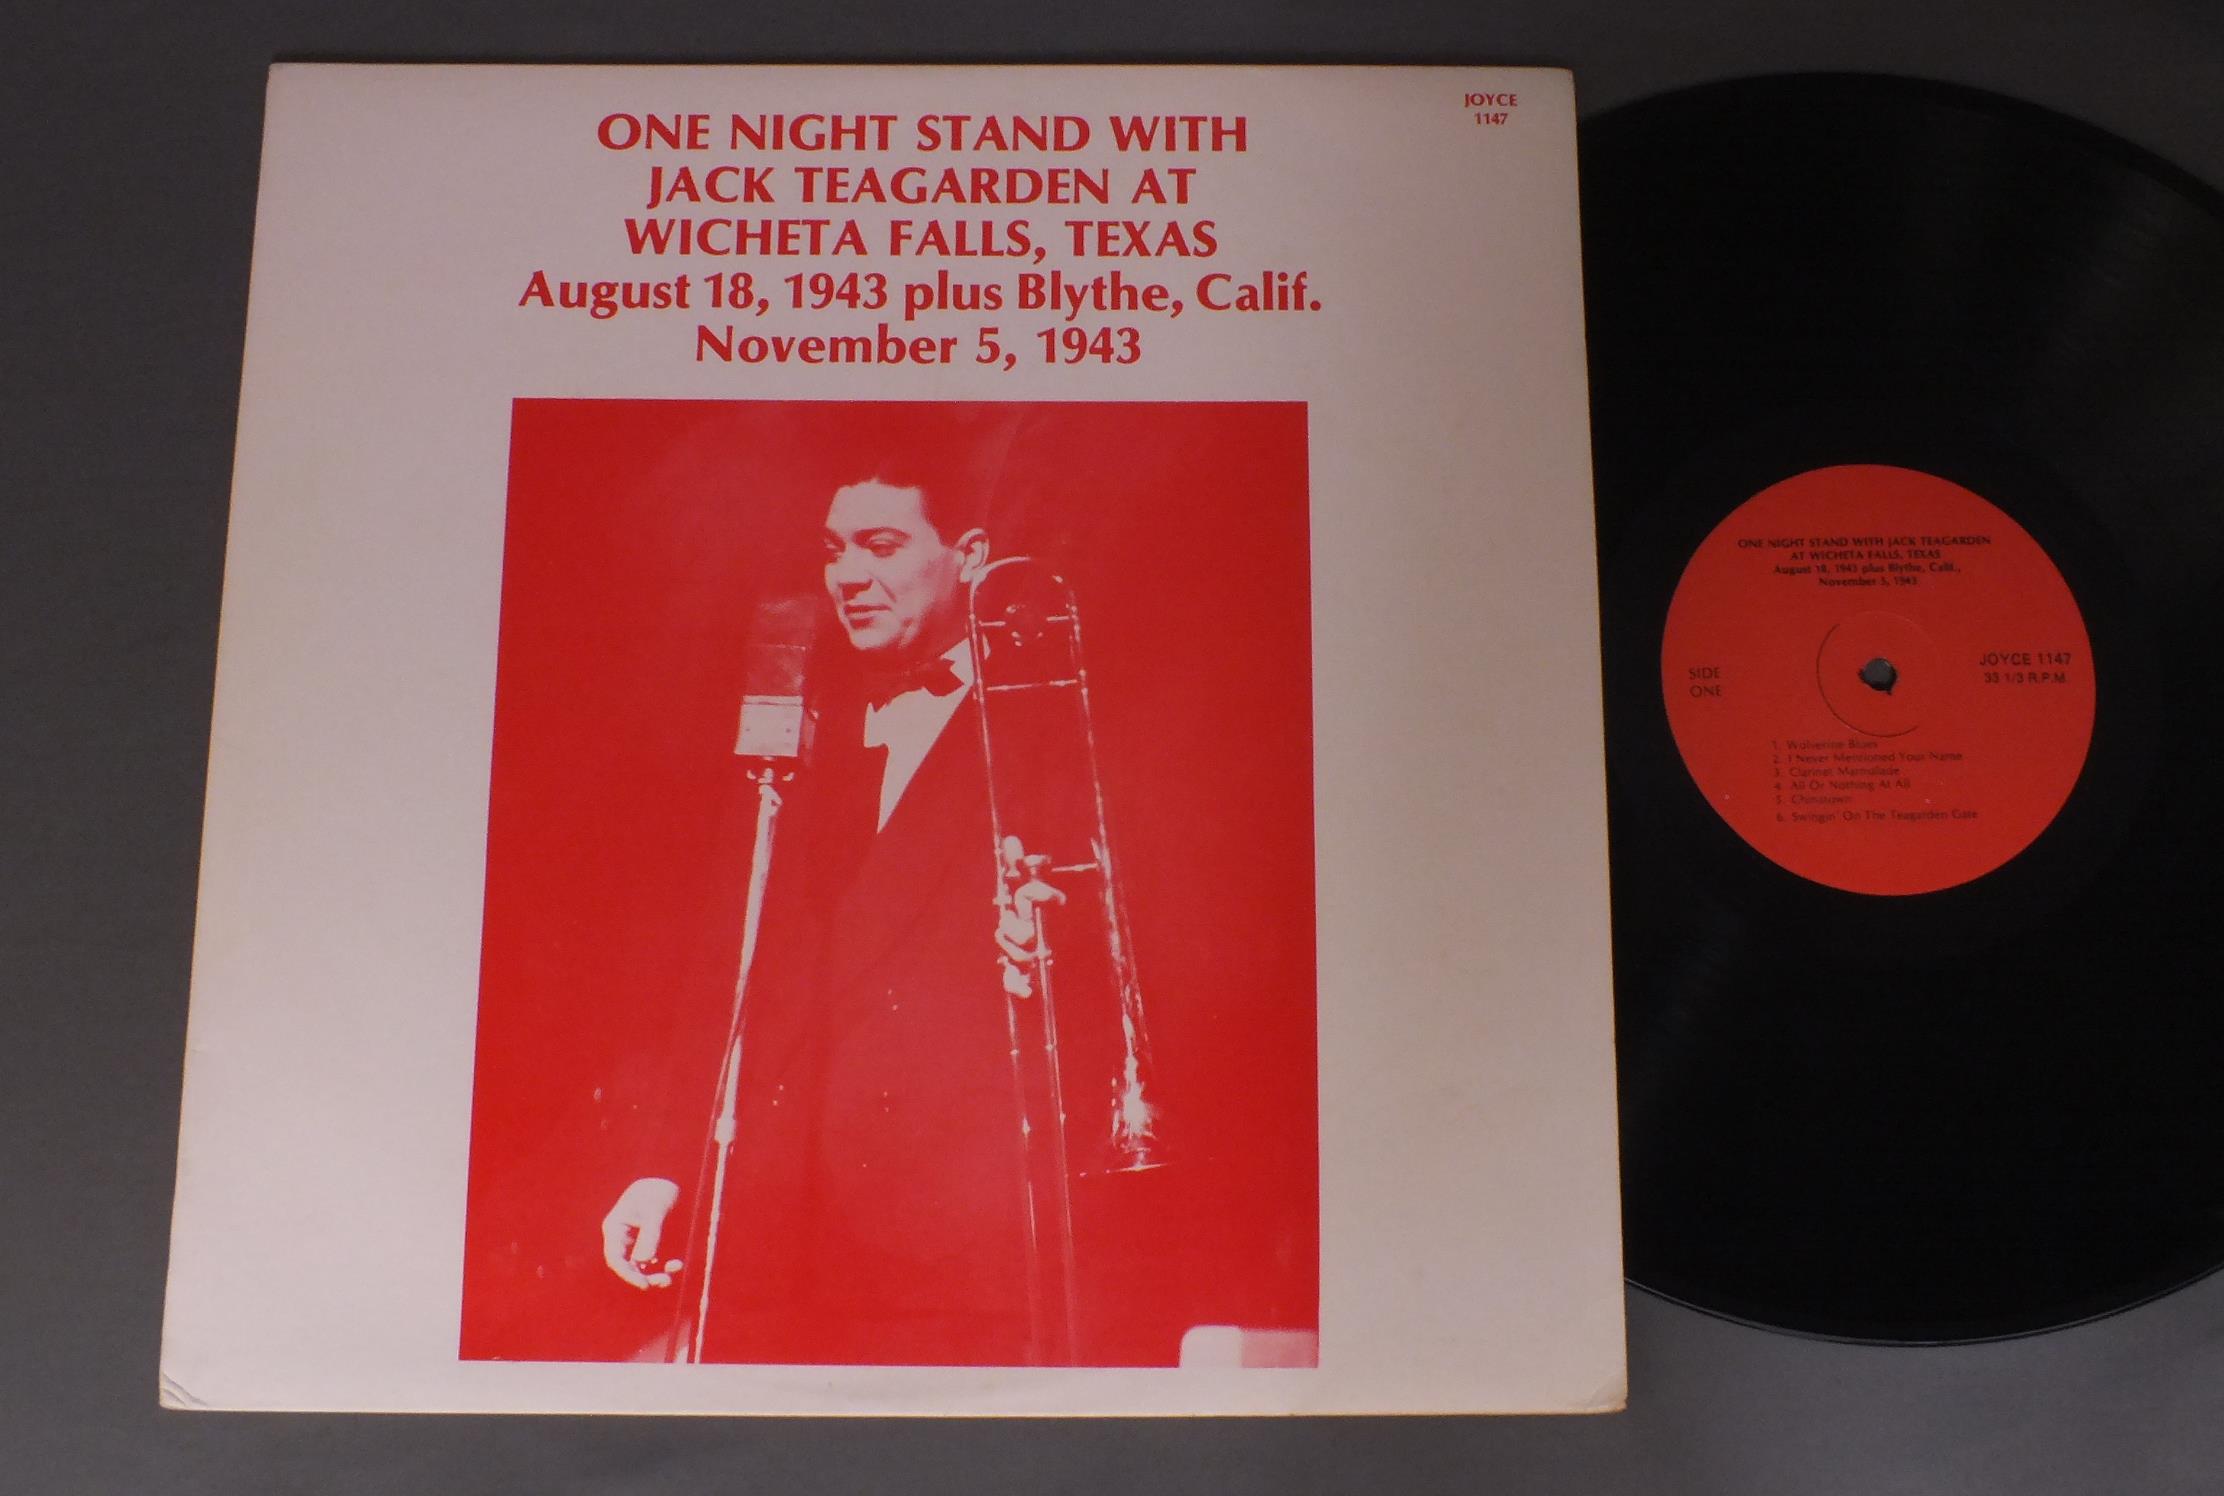 JOYCE
1147
ONE NIGHT STAND WITH
JACK TEAGARDEN AT
WICHETA FALLS, TEXAS
August 18, 1943 plus Blythe, Calif.
November 5, 1943
ONE NIGHT STAND WITH JACK TEAGARDEN
AT WICHETA FALLS, TEXAS
August 18, 1943 plus Blythe, Calif.,
November 5, 1943
SIDE
ONE
JOYCE 1147
33 1/3 R.P.M.
1. Wolverine Blues
2. I Never Mentioned Your Name
3. Clarinet Marmalade
4. All Or Nothing At All
5. Chinatown
6. Swingin' On The Teagarden Gate